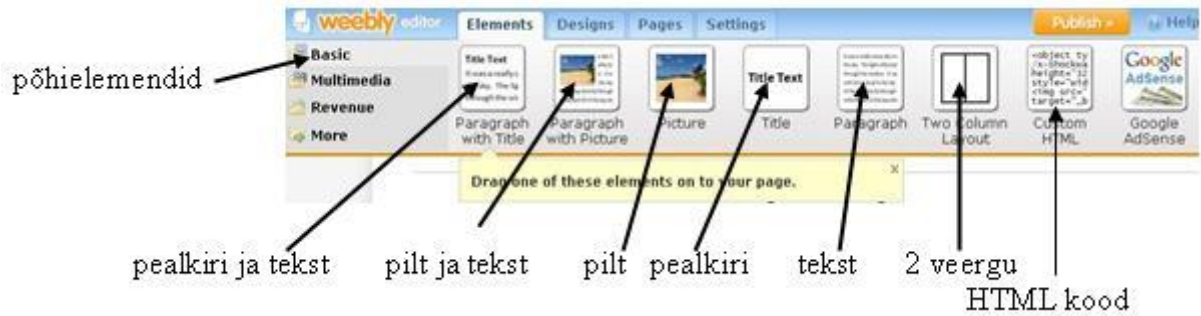 weebly editor
Elements
Designs
Pages
Settings
Publish
Help
põhielemendid
Basic
Multimedia
Revenue
More
Title Text
Title Text
Google
AdSense
Paragraph
with Title
Paragraph
with Picture
Picture
Title
Paragraph
Two Column
Layout
Custom
HTML
Google
AdSense
Drag one of these elements on to your page.
pealkiri ja tekst
pilt ja tekst
pilt
pealkiri
tekst
2 veergu
HTML kood